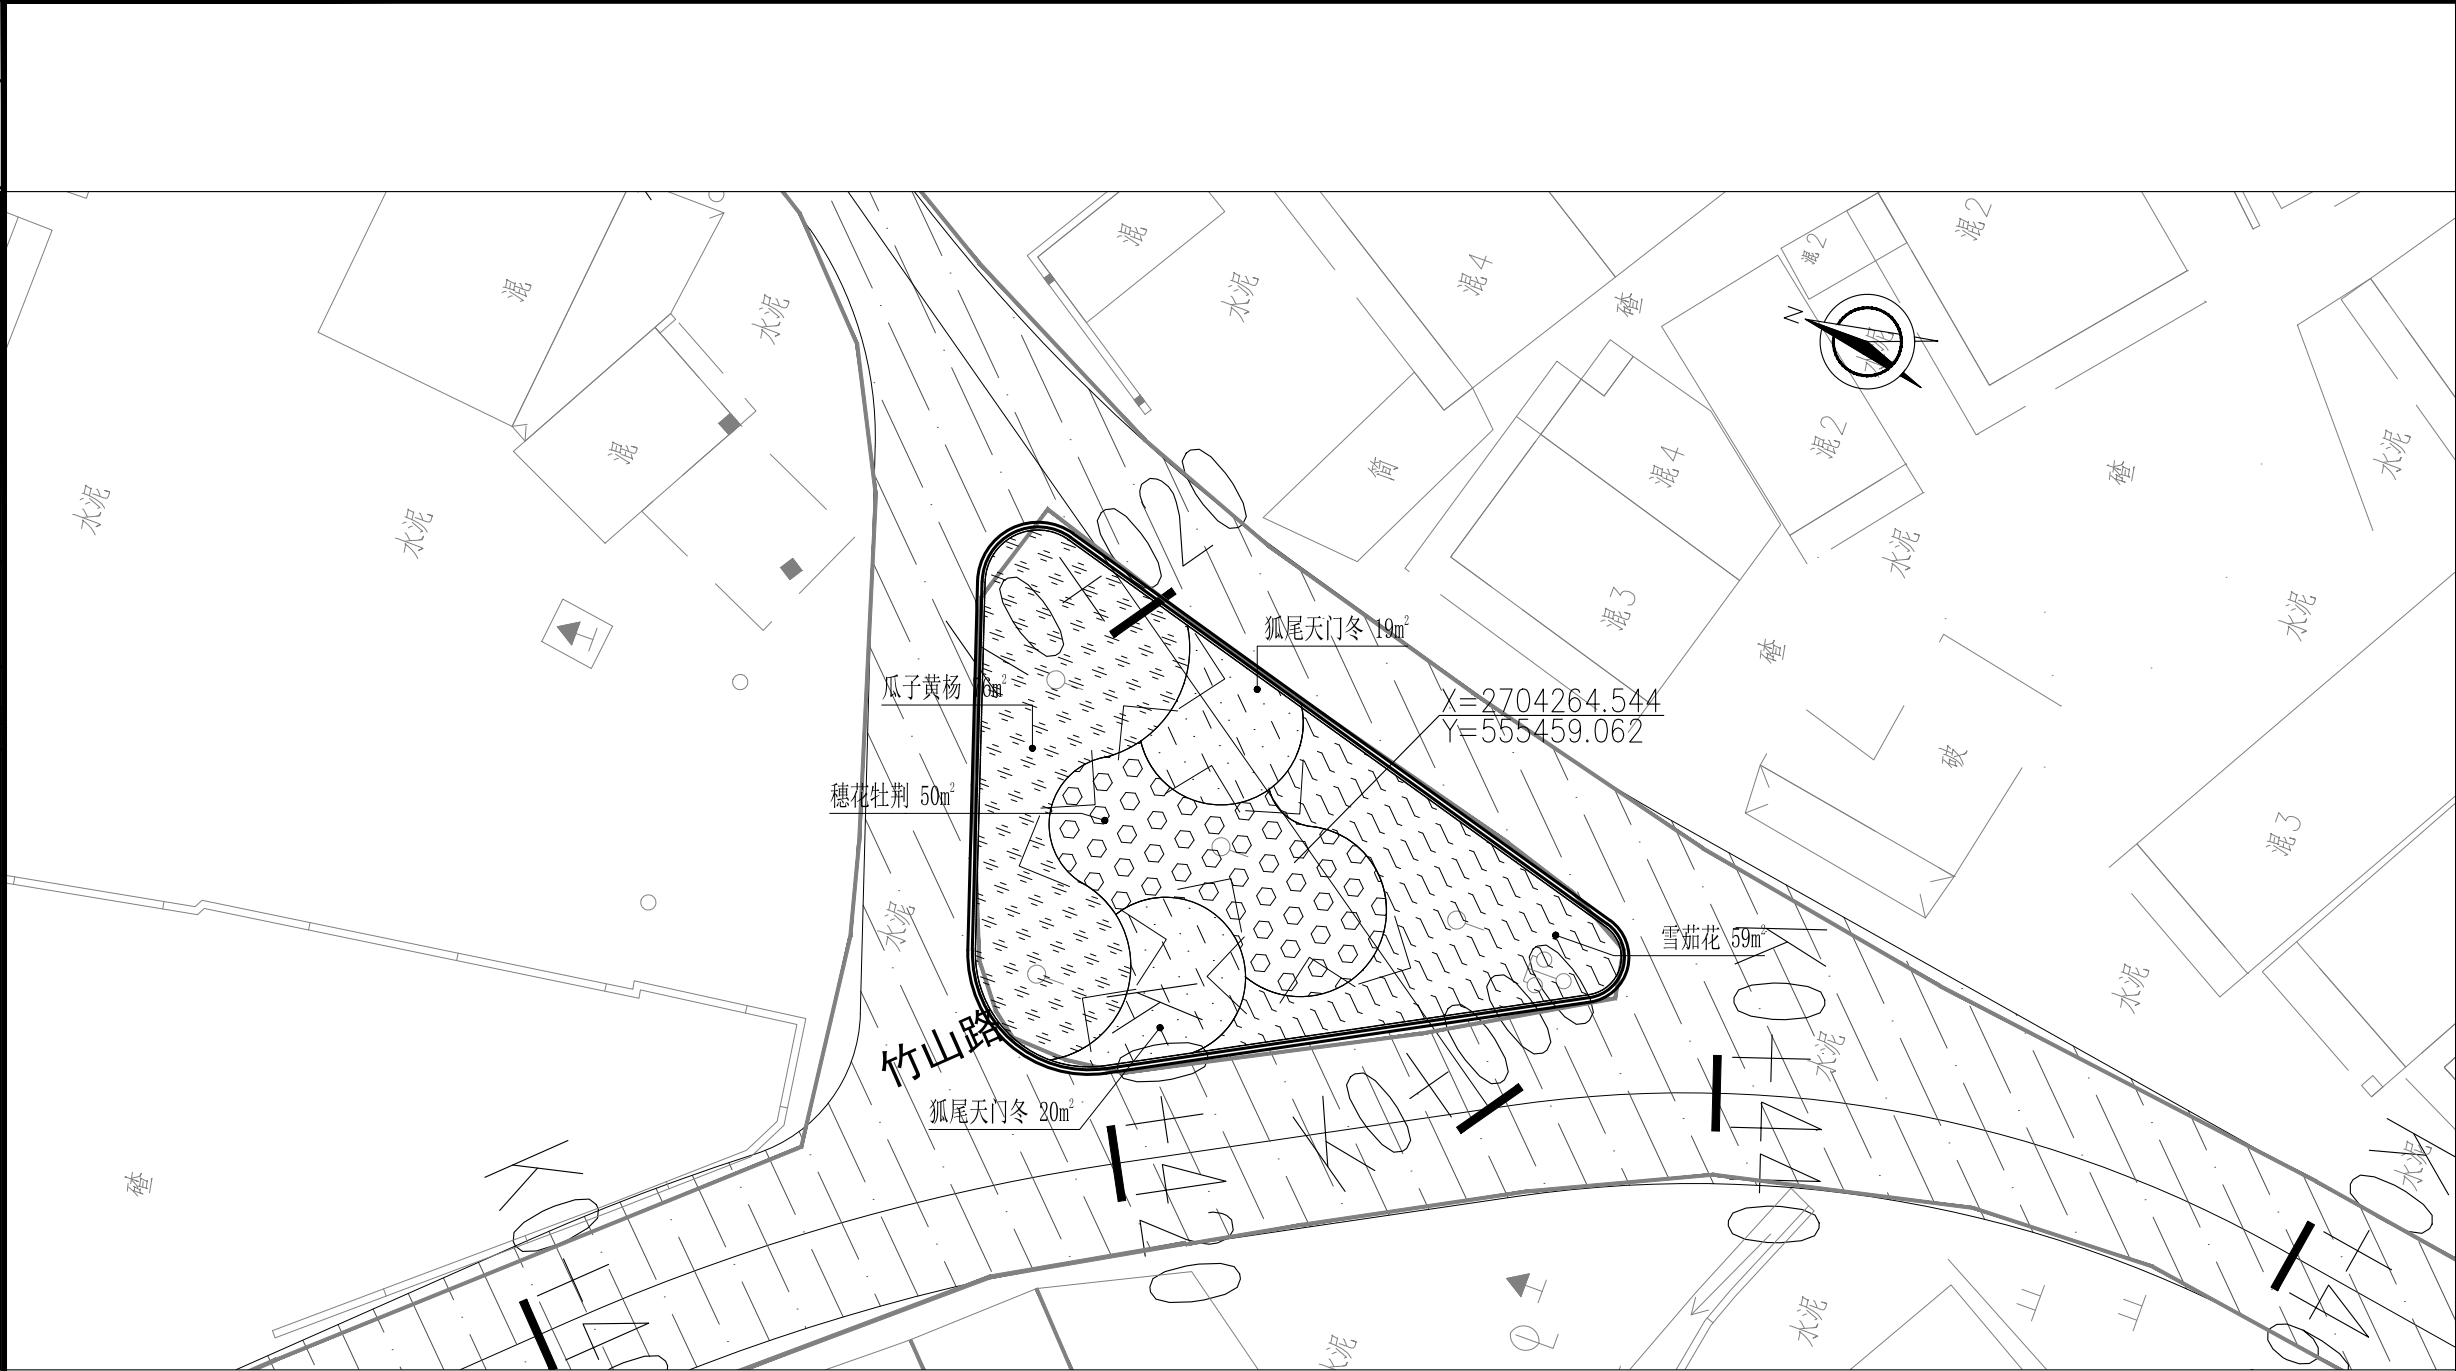 混2
混
混4
混2
混
水泥
水泥
碴
N
泥
混
混2
水泥
简
混4
碴
水泥
水泥
水泥
混3
狐尾天门冬 19m²
碴
水泥
瓜子黄杨
X=2704264.544
Y=555459.062
破
穗花牡荆 50m²
混3
水泥
雪茄花 59m²
水泥
竹山路
水泥
狐尾天门冬 20m²
碴
水泥
水泥
水泥